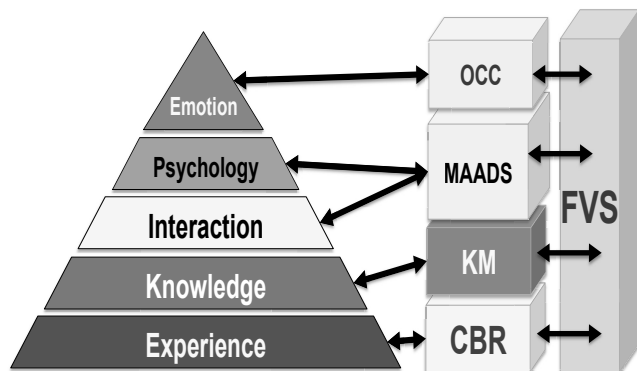 Emotion
Psychology
Interaction
Knowledge
Experience
OCC
MAADS
KM
CBR
FVS